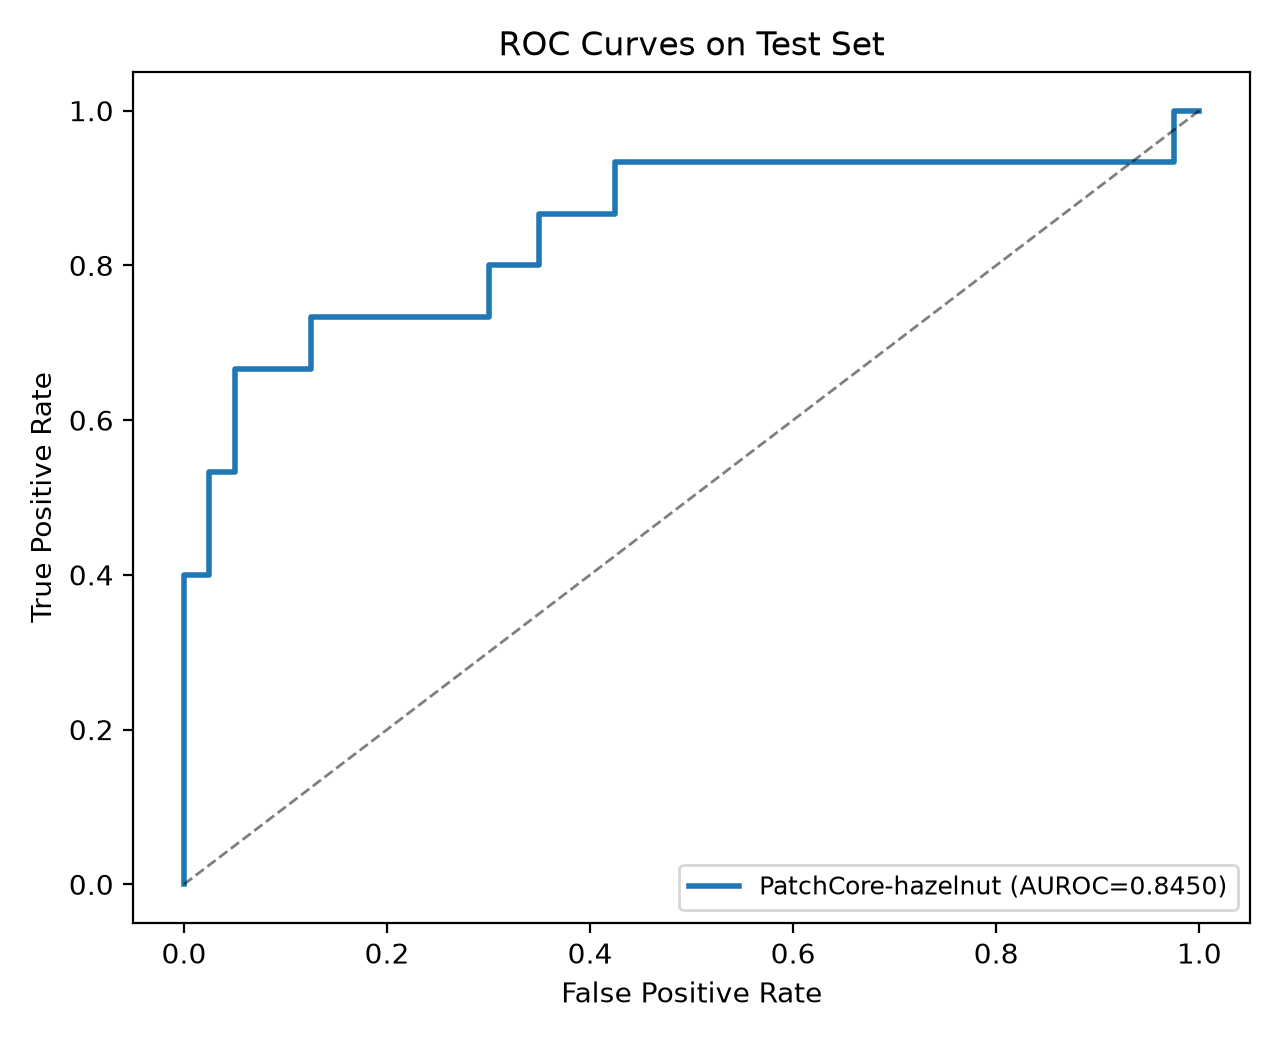 ROC Curves on Test Set
True Positive Rate
1.0
0.8
0.6
0.4
0.2
0.0
PatchCore-hazelnut (AUROC=0.8450)
0.0 0.2 0.4 0.6 0.8 1.0
False Positive Rate